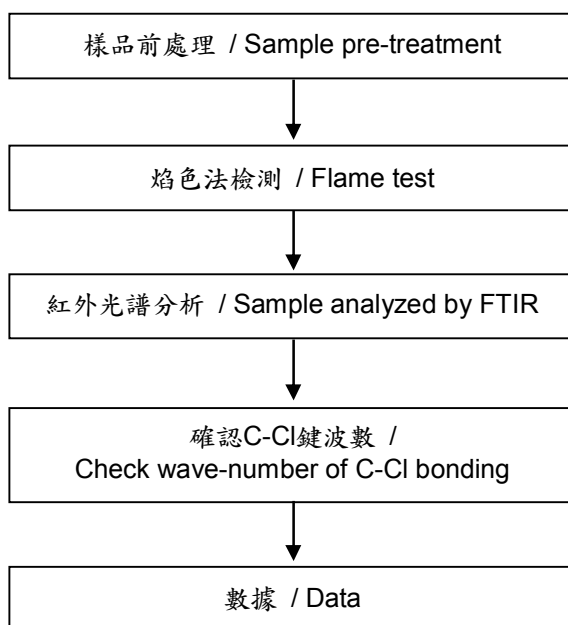 樣品前處理 / Sample pre-treatment
焰色法檢測 / Flame test
紅外光譜分析 / Sample analyzed by FTIR
確認C-Cl鍵波數 /
Check wave-number of C-Cl bonding
數據 / Data